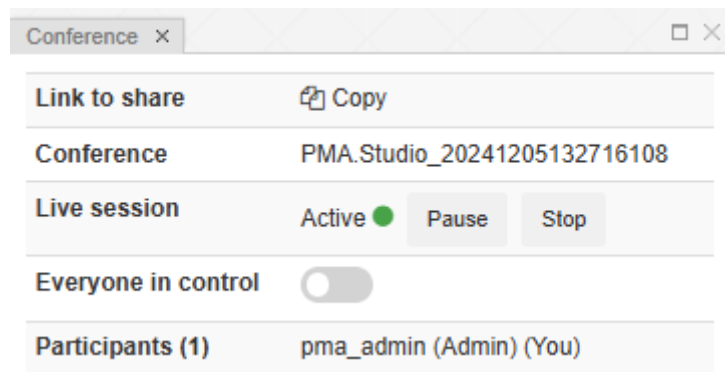 Conference
Link to share Copy
Conference PMA.Studio_20241205132716108
Live session Active Pause Stop
Everyone in control
Participants (1) pma_admin (Admin) (You)